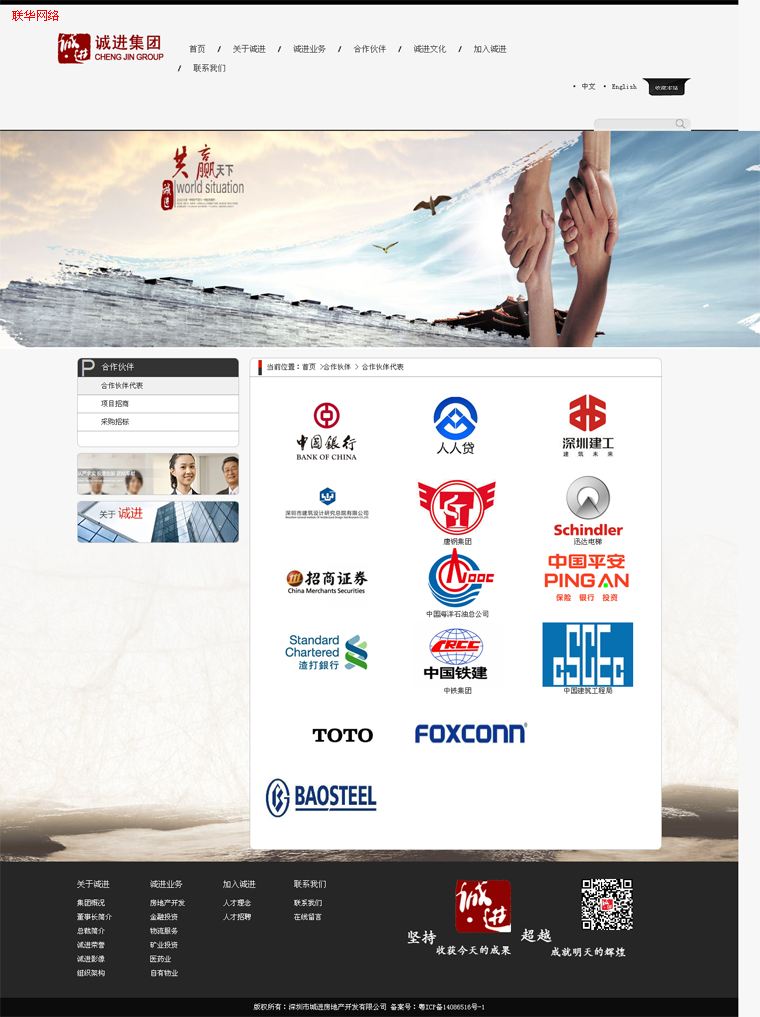 联华网络
诚进集团
CHENG JIN GROUP
首页 / 关于诚进 / 诚进业务 / 合作伙伴 / 诚进文化 / 加入诚进
/ 联系我们
• 中文 • English
共赢天下
诚进
world situation
合作伙伴
合作伙伴代表
项目招商
采购招标
关于 诚进
当前位置：首页 >合作伙伴 > 合作伙伴代表
中国银行
BANK OF CHINA
人人贷
深圳建工
建 筑 未 来
深圳市建筑设计研究总院有限公司
唐钢集团
Schindler
迅达电梯
招商证券
China Merchants Securities
CNOOC
中国海洋石油总公司
中国平安
PINGAN
保险 银行 投资
Standard
Chartered
渣打銀行
CRCC
中国铁建
中铁集团
CSCEC
中国建筑工程局
TOTO
FOXCONN®
BAOSTEEL
关于诚进
集团概况
董事长简介
总裁简介
诚进荣誉
诚进影像
组织架构
诚进业务
房地产开发
金融投资
物流服务
矿业投资
医药业
自有物业
加入诚进
人才理念
人才招聘
联系我们
联系我们
在线留言
诚进
坚持
收获今天的成果
超越
成就明天的辉煌
版权所有：深圳市诚进房地产开发有限公司 备案号：粤ICP备14086516号-1